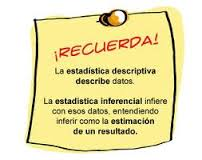 ¡RECUERDA!
La estadística descriptiva
describe datos.
La estadística inferencial infiere
con esos datos, entendiendo
inferir como la estimación
de un resultado.